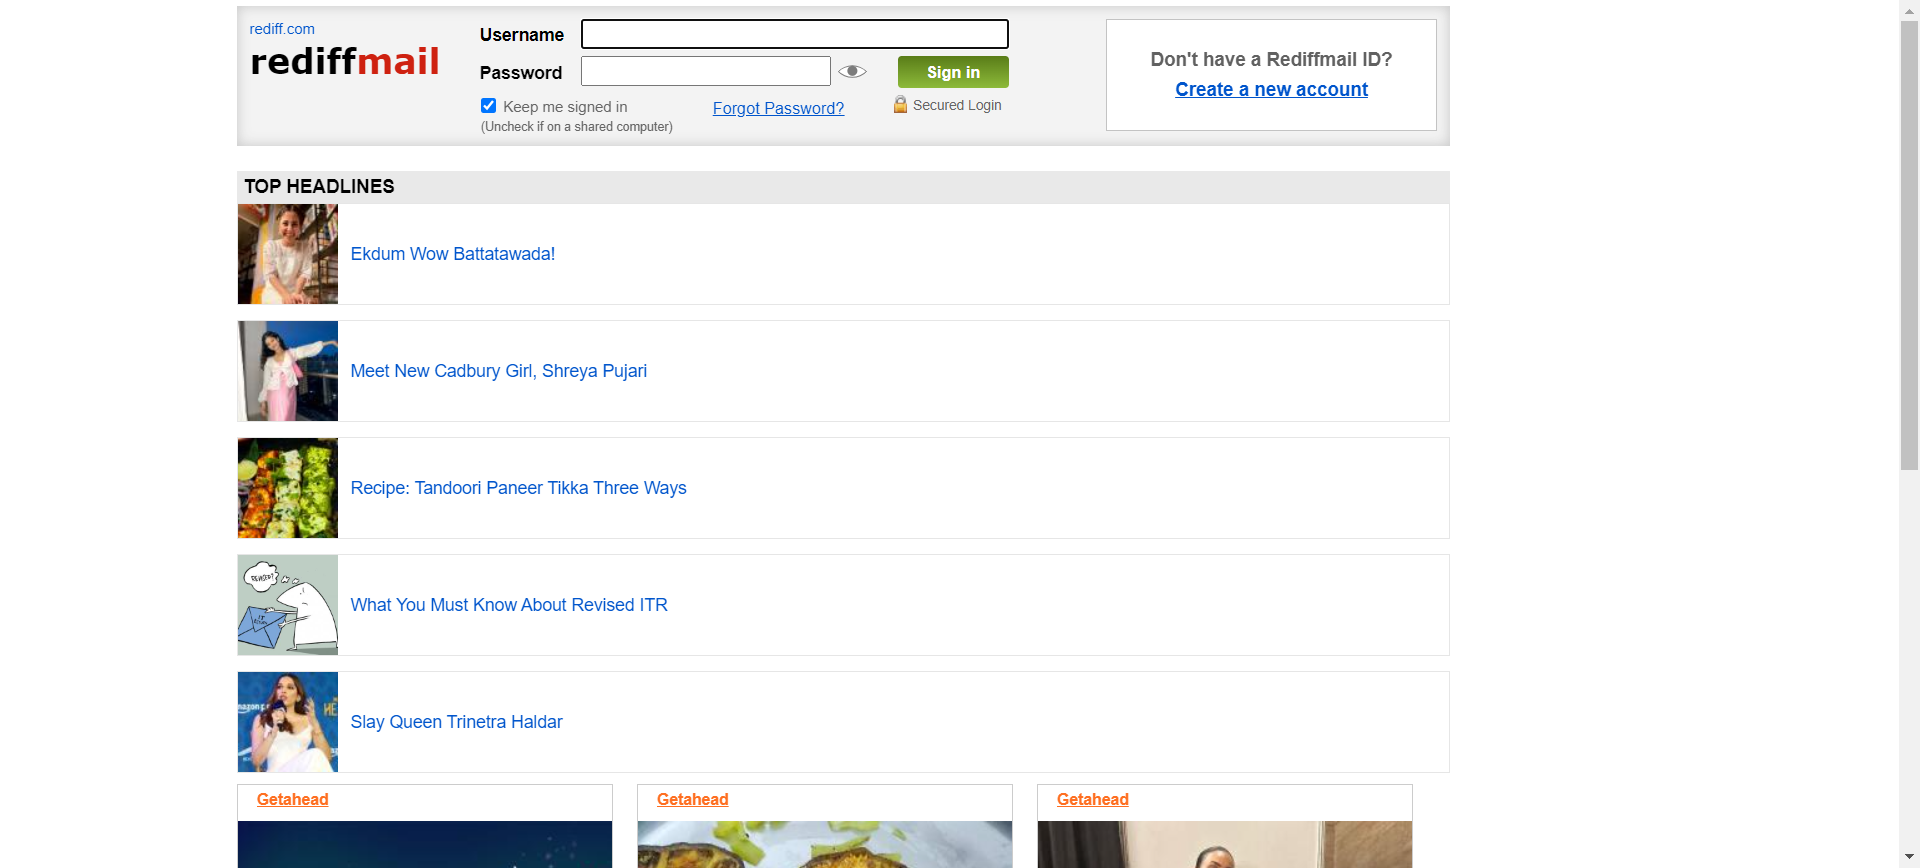 rediff.com
rediffmail
Username
Password
Sign in
Keep me signed in
(Uncheck if on a shared computer)
Forgot Password?
Secured Login
Don't have a Rediffmail ID?
Create a new account
TOP HEADLINES
Ekdum Wow Battatawada!
Meet New Cadbury Girl, Shreya Pujari
Recipe: Tandoori Paneer Tikka Three Ways
What You Must Know About Revised ITR
Slay Queen Trinetra Haldar
Getahead
Getahead
Getahead